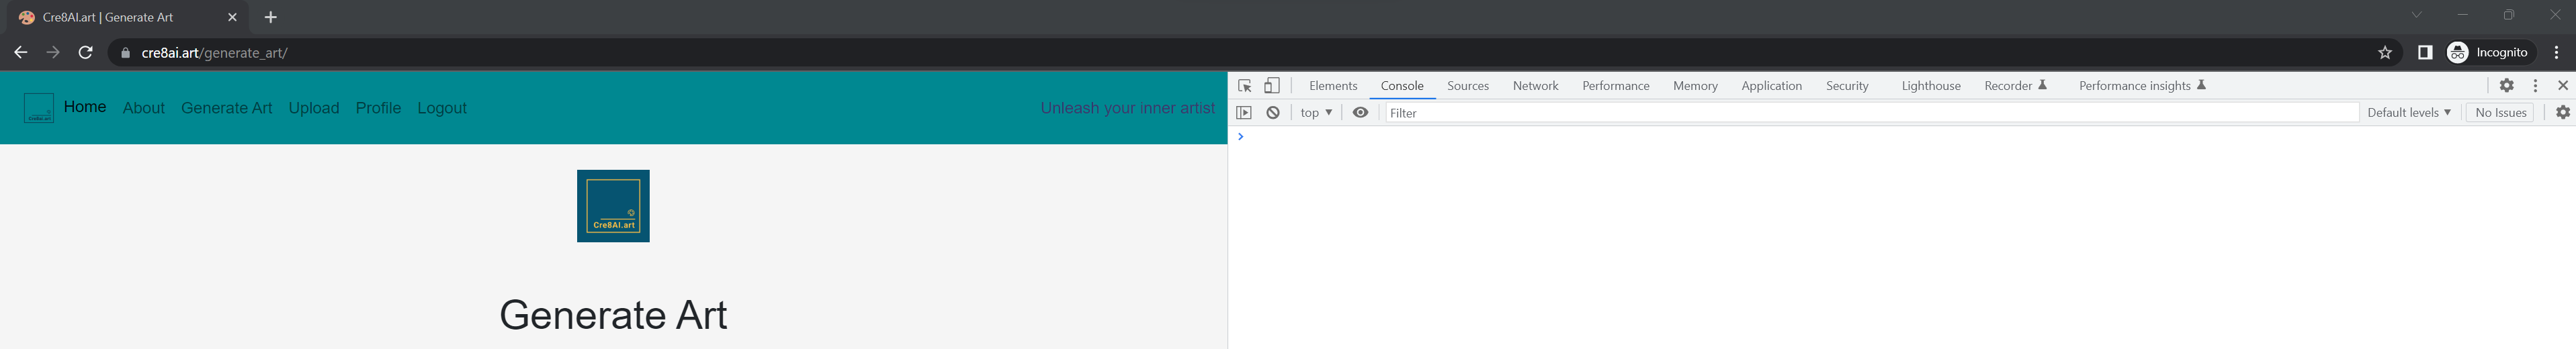 Cre8AI.art | Generate Art
cre8ai.art/generate_art/
Incognito
Home About Generate Art Upload Profile Logout Unleash your inner artist
Elements Console Sources Network Performance Memory Application Security Lighthouse Recorder Performance insights
top Filter Default levels No Issues
Cre8AI.art
Generate Art